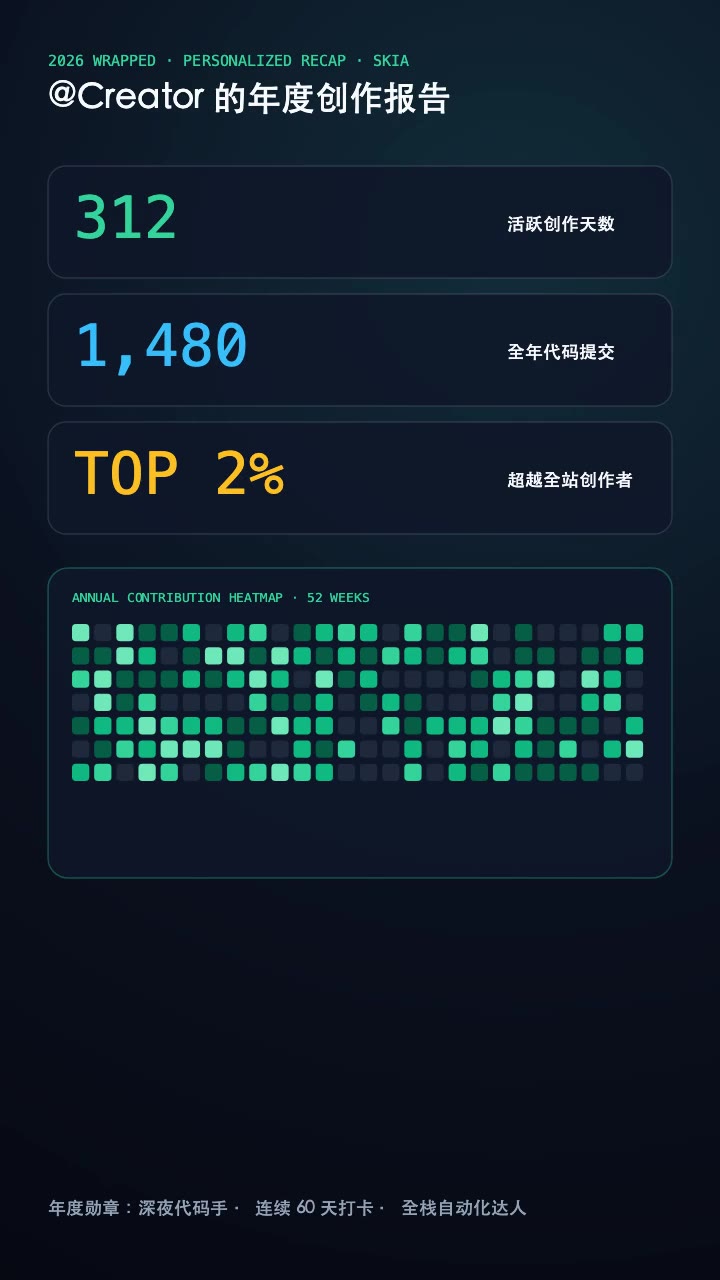 2026 WRAPPED · PERSONALIZED RECAP · SKIA
@Creator 的年度创作报告
312
活跃创作天数
1,480
全年代码提交
TOP 2%
超越全站创作者
ANNUAL CONTRIBUTION HEATMAP · 52 WEEKS
年度勋章：深夜代码手 · 连续 60 天打卡 · 全栈自动化达人